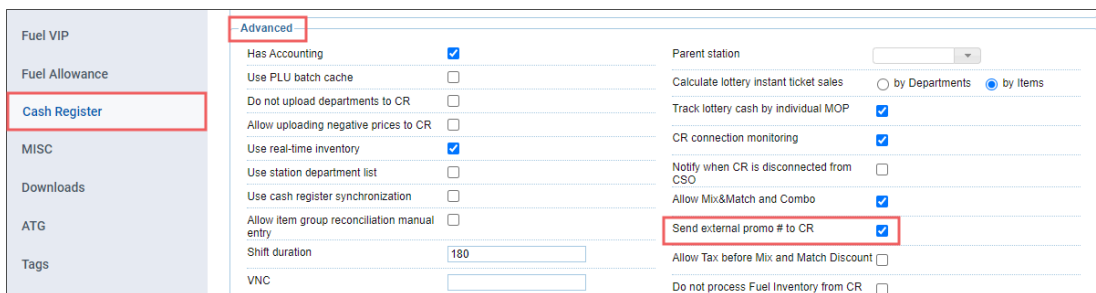 Fuel VIP
Fuel Allowance
Cash Register
MISC
Downloads
ATG
Tags
Advanced
Has Accounting
Use PLU batch cache
Do not upload departments to CR
Allow uploading negative prices to CR
Use real-time inventory
Use station department list
Use cash register synchronization
Allow item group reconciliation manual
entry
Shift duration
180
VNC
Parent station
Calculate lottery instant ticket sales
by Departments
by Items
Track lottery cash by individual MOP
CR connection monitoring
Notify when CR is disconnected from
CSO
Allow Mix&Match and Combo
Send external promo # to CR
Allow Tax before Mix and Match Discount
Do not process Fuel Inventory from CR